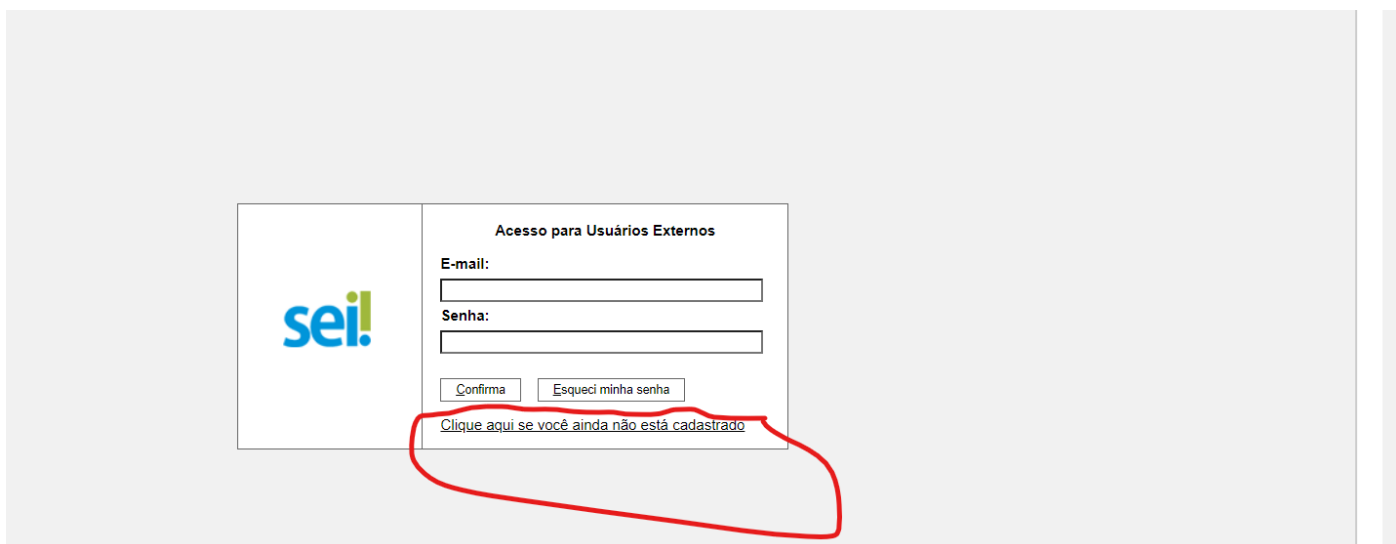 Acesso para Usuários Externos
E-mail:
sei!
Senha:
Confirma Esqueci minha senha
Clique aqui se você ainda não está cadastrado